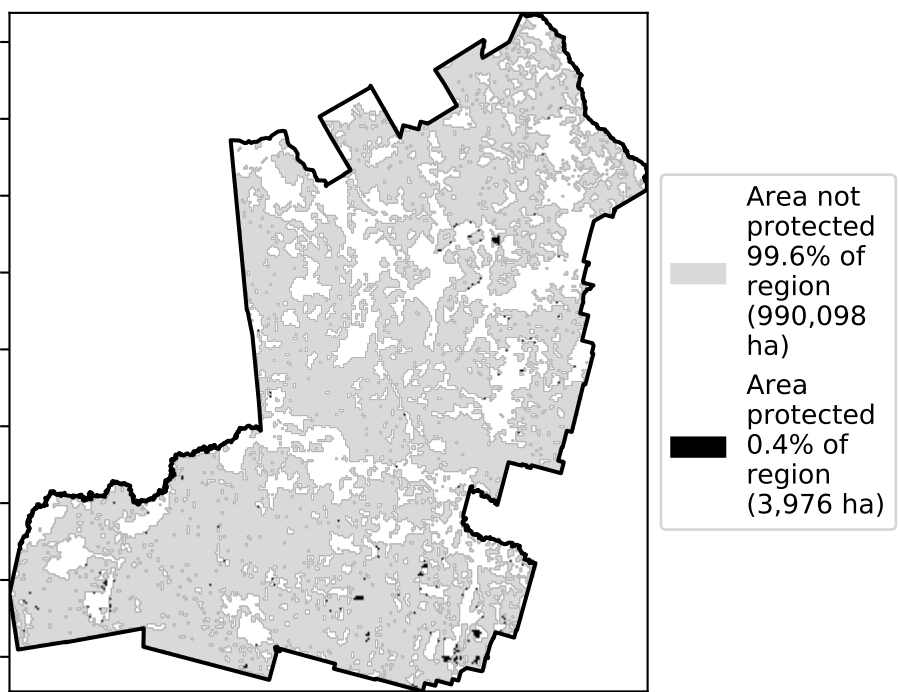 Area not
protected
99.6% of
region
(990,098
ha)
Area
protected
0.4% of
region
(3,976 ha)